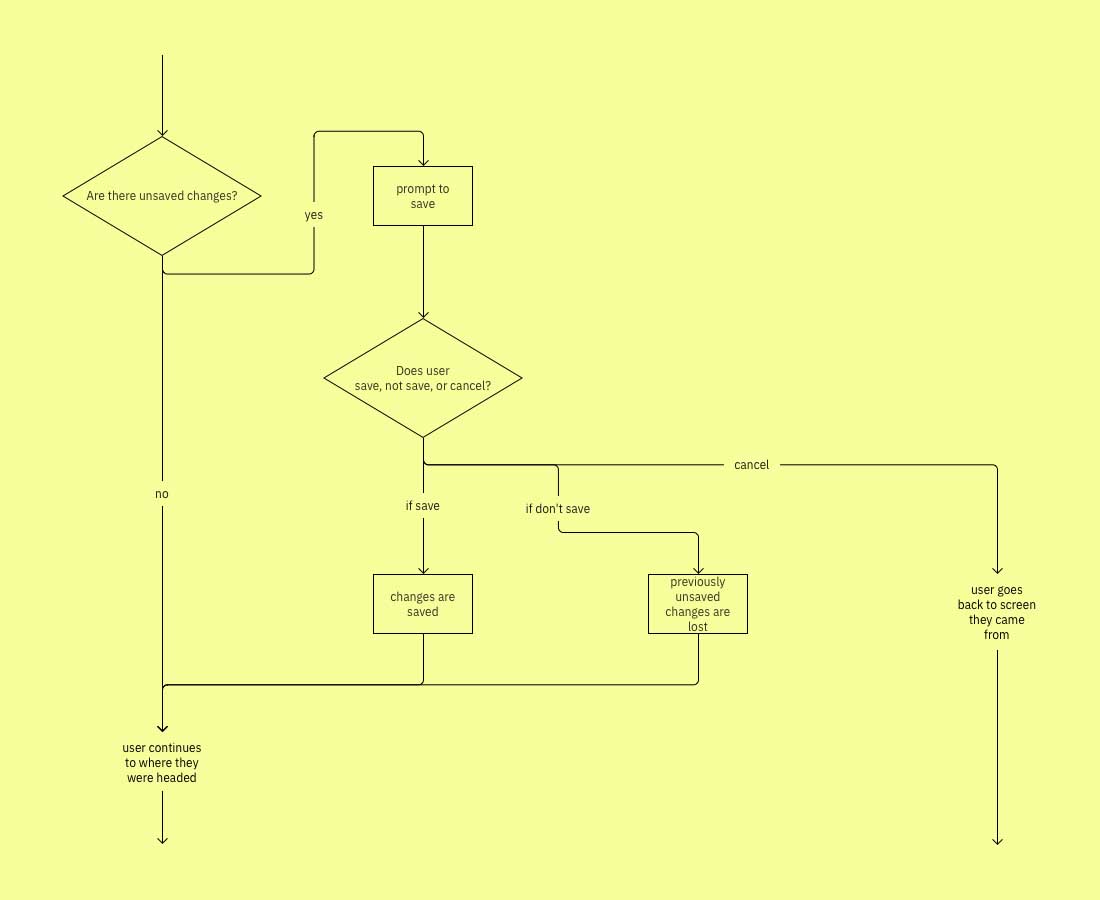 Are there unsaved changes?
yes
prompt to
save
Does user
save, not save, or cancel?
cancel
no
if save
if don't save
changes are
saved
previously
unsaved
changes are
lost
user goes
back to screen
they came
from
user continues
to where they
were headed